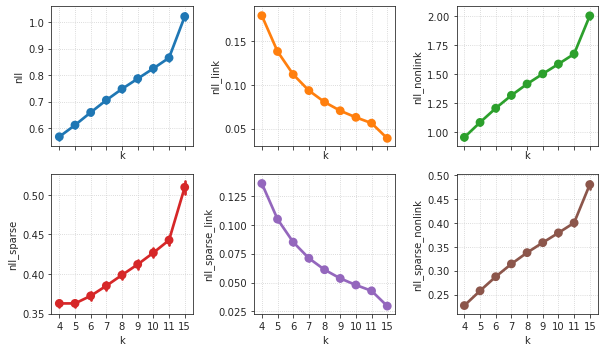 nll
1.0
0.9
0.8
0.7
0.6
k
nll_link
0.15
0.10
0.05
k
nll_nonlink
2.00
1.75
1.50
1.25
1.00
k
nll_sparse
0.50
0.45
0.40
0.35
4 5 6 7 8 9 10 11 15
k
nll_sparse_link
0.125
0.100
0.075
0.050
0.025
4 5 6 7 8 9 10 11 15
k
nll_sparse_nonlink
0.50
0.45
0.40
0.35
0.30
0.25
4 5 6 7 8 9 10 11 15
k